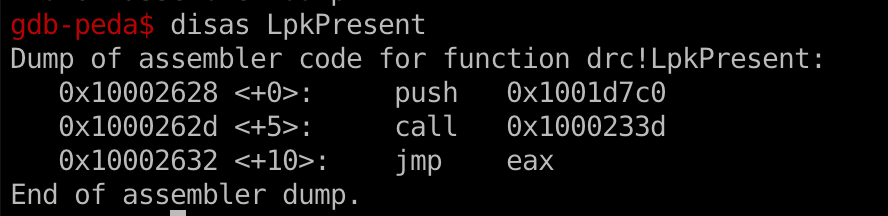 gdb-peda$ disas LpkPresent
Dump of assembler code for function drc!LpkPresent:
   0x10002628 <+0>:     push   0x1001d7c0
   0x1000262d <+5>:     call   0x1000233d
   0x10002632 <+10>:    jmp    eax
End of assembler dump.